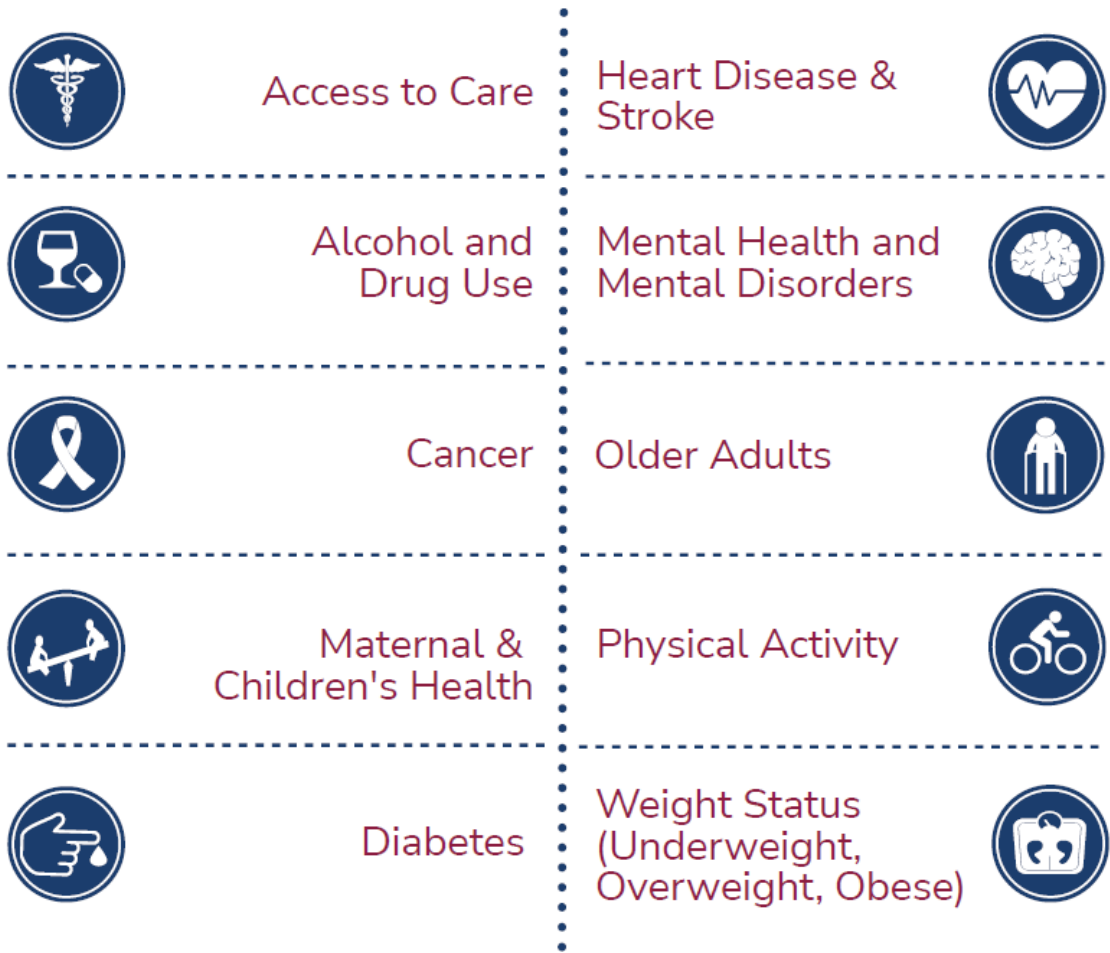 Access to Care
Heart Disease &
Stroke
Alcohol and
Drug Use
Mental Health and
Mental Disorders
Cancer
Older Adults
Maternal &
Children's Health
Physical Activity
Diabetes
Weight Status
(Underweight,
Overweight, Obese)